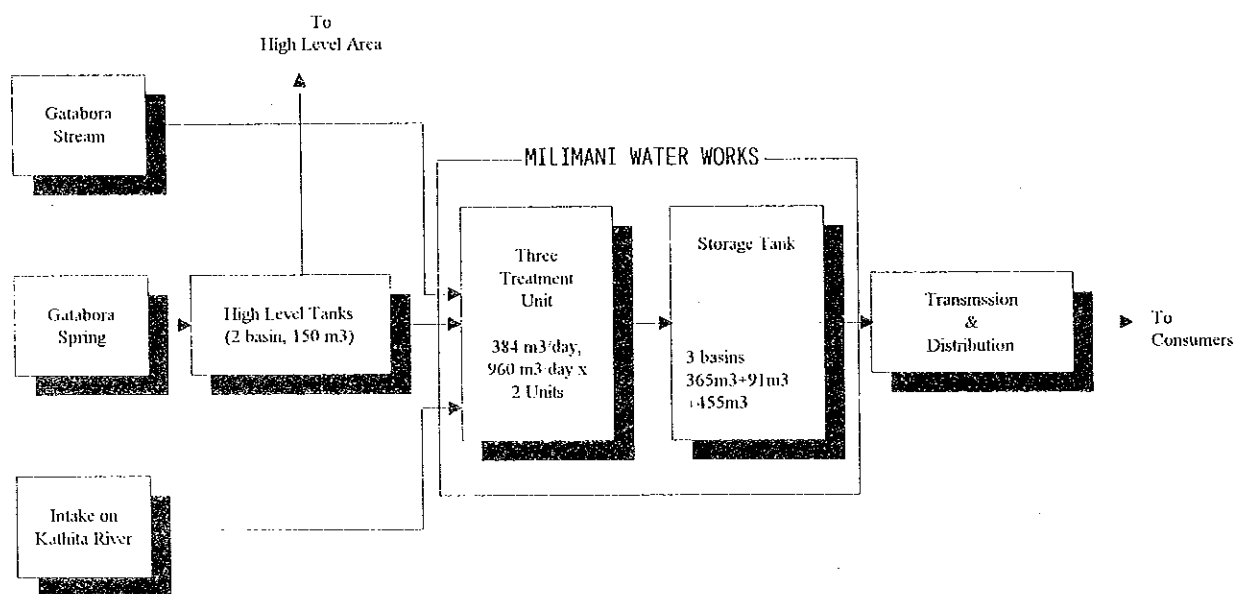 To
High Level Area
Gatabora
Stream
MILIMANI WATER WORKS
Three
Treatment
Unit
384 m3/day,
960 m3/day x
2 Units
Storage Tank
3 basins
365m3+91m3
+455m3
Gatabora
Spring
High Level Tanks
(2 basin, 150 m3)
Transmssion
&
Distribution
To
Consumers
Intake on
Kathita River